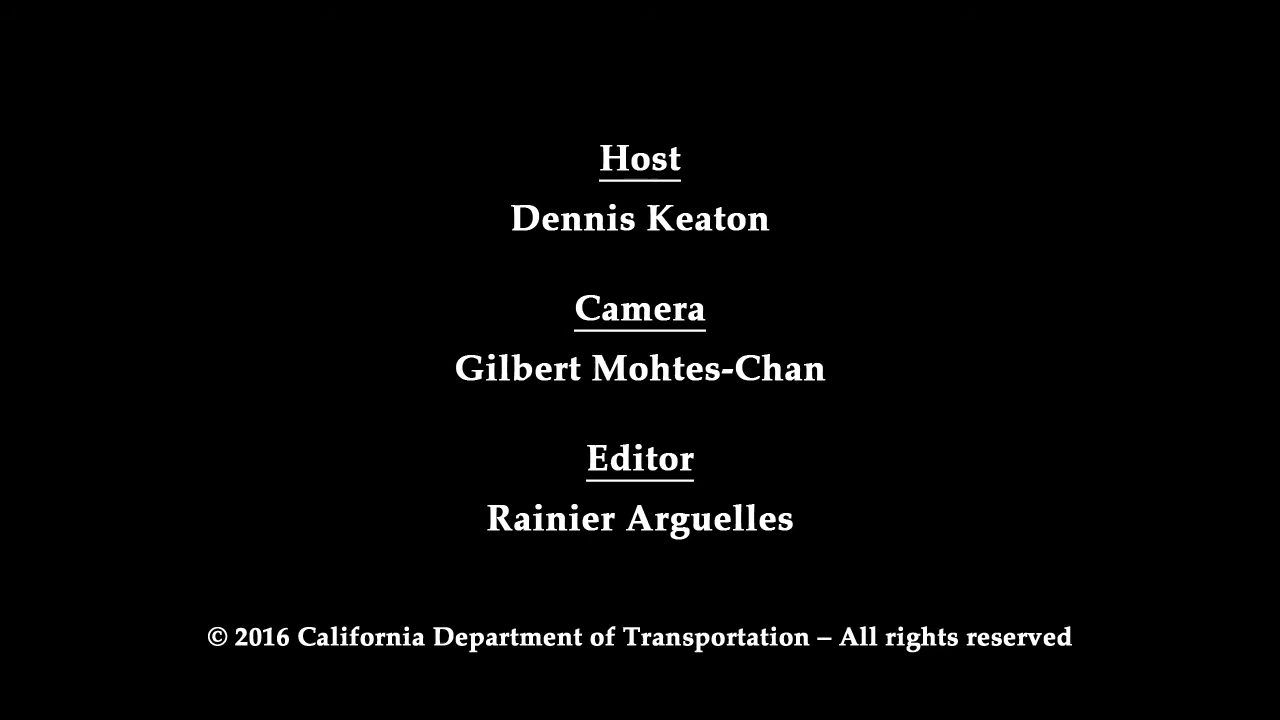 Host
Dennis Keaton
Camera
Gilbert Mohtes-Chan
Editor
Rainier Arguelles
© 2016 California Department of Transportation – All rights reserved